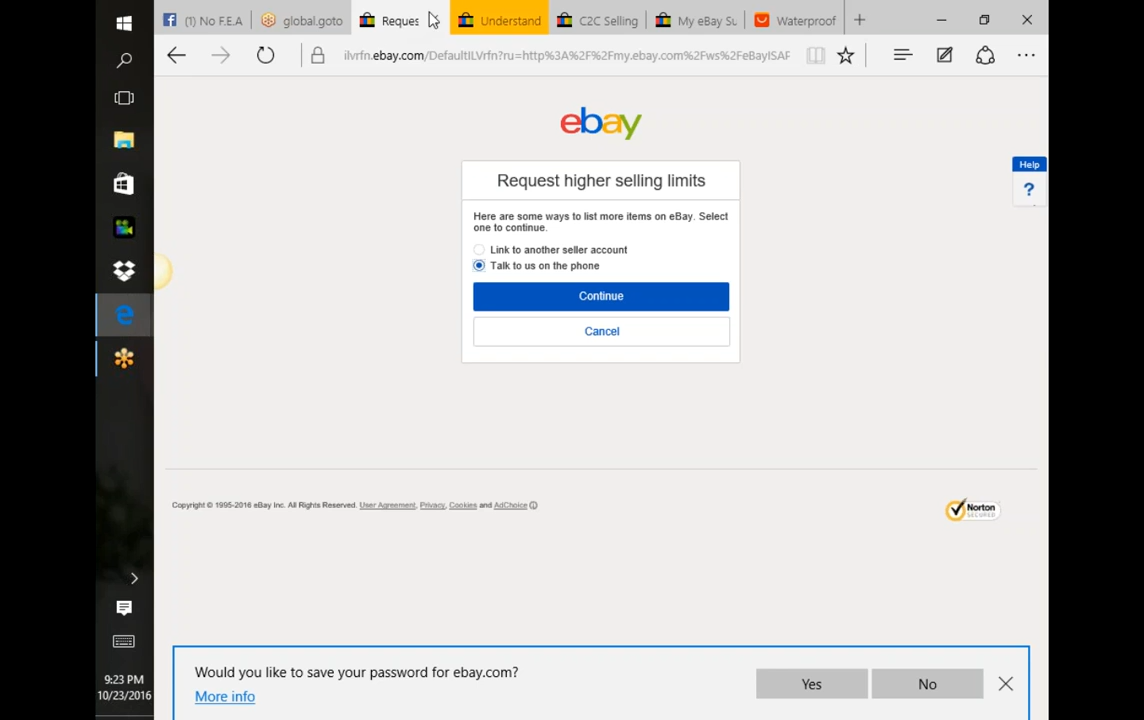 (1) No F.E.A
global.goto
Reques
Understand
C2C Selling
My eBay Su
Waterproof
ilvrfn.ebay.com/DefaultILVrfn?ru=http%3A%2F%2Fmy.ebay.com%2Fws%2FeBayISAP
ebay
Help
?
Request higher selling limits
Here are some ways to list more items on eBay. Select
one to continue.
Link to another seller account
Talk to us on the phone
Continue
Cancel
Copyright © 1995-2016 eBay Inc. All Rights Reserved. User Agreement, Privacy, Cookies and AdChoice
Norton
SECURED
Would you like to save your password for ebay.com?
More info
Yes
No
9:23 PM
10/23/2016